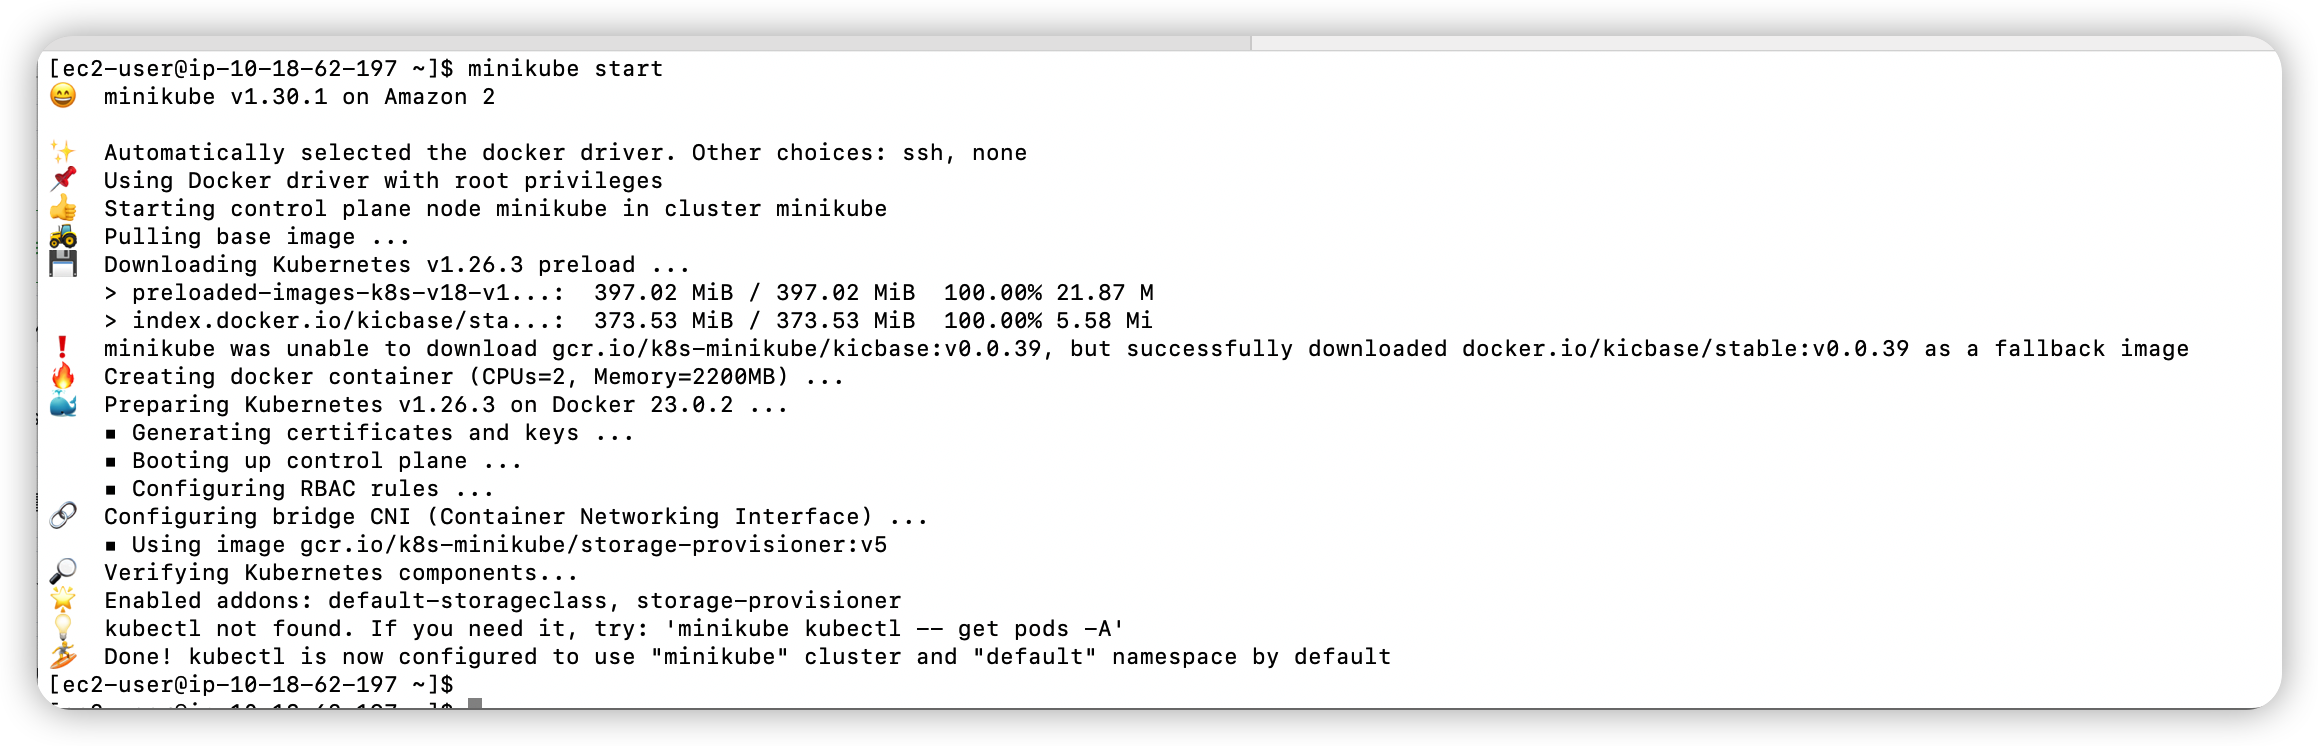 [ec2-user@ip-10-18-62-197 ~]$ minikube start
😄 minikube v1.30.1 on Amazon 2
✨ Automatically selected the docker driver. Other choices: ssh, none
📌 Using Docker driver with root privileges
👍 Starting control plane node minikube in cluster minikube
🚜 Pulling base image ...
💾 Downloading Kubernetes v1.26.3 preload ...
> preloaded-images-k8s-v18-v1...: 397.02 MiB / 397.02 MiB 100.00% 21.87 M
> index.docker.io/kicbase/sta...: 373.53 MiB / 373.53 MiB 100.00% 5.58 Mi
❗ minikube was unable to download gcr.io/k8s-minikube/kicbase:v0.0.39, but successfully downloaded docker.io/kicbase/stable:v0.0.39 as a fallback image
🔥 Creating docker container (CPUs=2, Memory=2200MB) ...
🐳 Preparing Kubernetes v1.26.3 on Docker 23.0.2 ...
▪ Generating certificates and keys ...
▪ Booting up control plane ...
▪ Configuring RBAC rules ...
🔗 Configuring bridge CNI (Container Networking Interface) ...
▪ Using image gcr.io/k8s-minikube/storage-provisioner:v5
🔎 Verifying Kubernetes components...
🌟 Enabled addons: default-storageclass, storage-provisioner
💡 kubectl not found. If you need it, try: 'minikube kubectl -- get pods -A'
🏄 Done! kubectl is now configured to use "minikube" cluster and "default" namespace by default
[ec2-user@ip-10-18-62-197 ~]$
[ec2-user@ip-10-18-62-197 ~]$